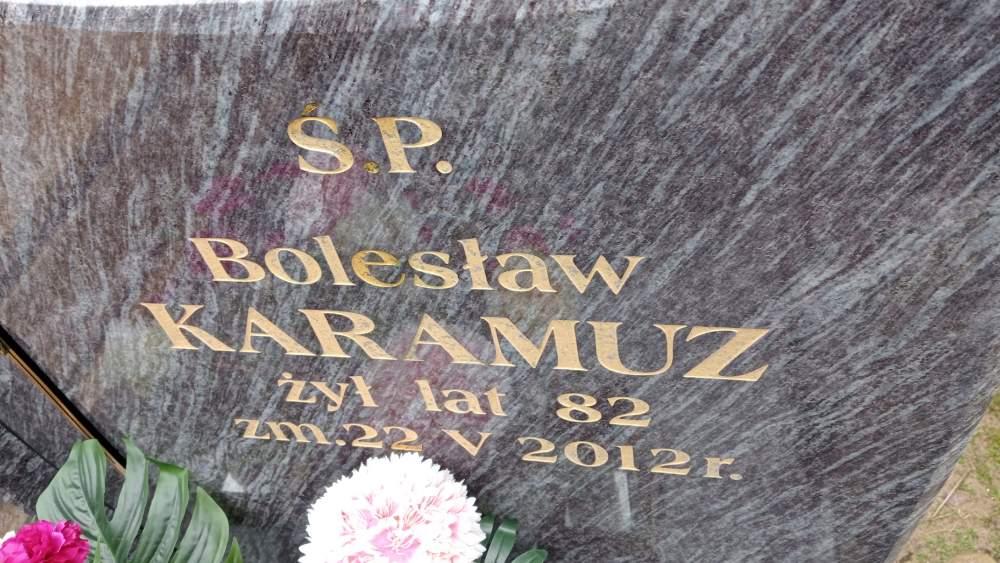 Ś.P.
Bolesław
KARAMUZ
żył lat 82
zm. 22 V 2012 r.